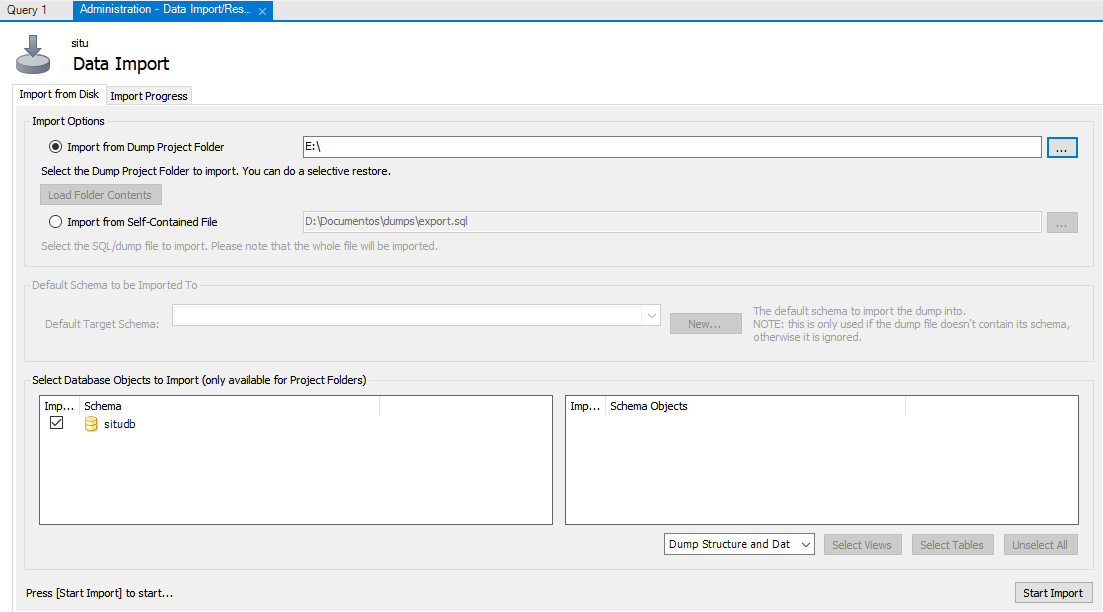 Query 1
Administration - Data Import/Res...
situ
Data Import
Import from Disk
Import Progress
Import Options
Import from Dump Project Folder
E:\
...
Select the Dump Project Folder to import. You can do a selective restore.
Load Folder Contents
Import from Self-Contained File
D:\Documentos\dumps\export.sql
...
Select the SQL/dump file to import. Please note that the whole file will be imported.
Default Schema to be Imported To
Default Target Schema:
New...
The default schema to import the dump into.
NOTE: this is only used if the dump file doesn't contain its schema,
otherwise it is ignored.
Select Database Objects to Import (only available for Project Folders)
Imp... Schema
situdb
Imp... Schema Objects
Dump Structure and Dat
Select Views
Select Tables
Unselect All
Press [Start Import] to start...
Start Import